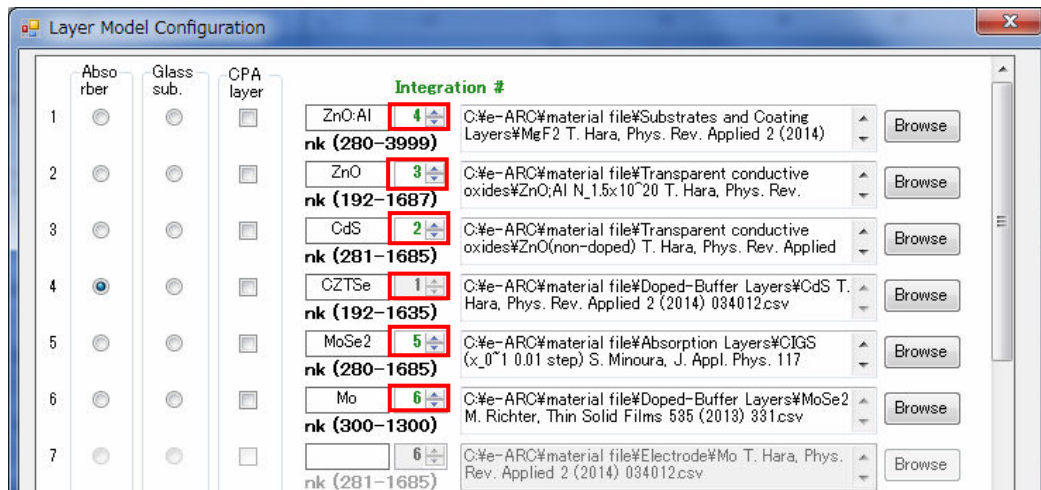 Layer Model Configuration
Abso
rber
Glass
sub.
CPA
layer
Integration #
1
ZnO:Al
4
C:¥e-ARC¥material file¥Substrates and Coating
Layers¥MgF2 T. Hara, Phys. Rev. Applied 2 (2014)
Browse
nk (280-3999)
2
ZnO
3
C:¥e-ARC¥material file¥Transparent conductive
oxides¥ZnO;Al N_1.5x10^20 T. Hara, Phys. Rev.
Browse
nk (192-1687)
3
CdS
2
C:¥e-ARC¥material file¥Transparent conductive
oxides¥ZnO(non-doped) T. Hara, Phys. Rev. Applied
Browse
nk (281-1685)
4
CZTSe
1
C:¥e-ARC¥material file¥Doped-Buffer Layers¥CdS T.
Hara, Phys. Rev. Applied 2 (2014) 034012.csv
Browse
nk (192-1635)
5
MoSe2
5
C:¥e-ARC¥material file¥Absorption Layers¥CIGS
(x_0~1 0.01 step) S. Minoura, J. Appl. Phys. 117
Browse
nk (280-1685)
6
Mo
6
C:¥e-ARC¥material file¥Doped-Buffer Layers¥MoSe2
M. Richter, Thin Solid Films 535 (2013) 331.csv
Browse
nk (300-1300)
7
6
C:¥e-ARC¥material file¥Electrode¥Mo T. Hara, Phys.
Rev. Applied 2 (2014) 034012.csv
Browse
nk (281-1685)